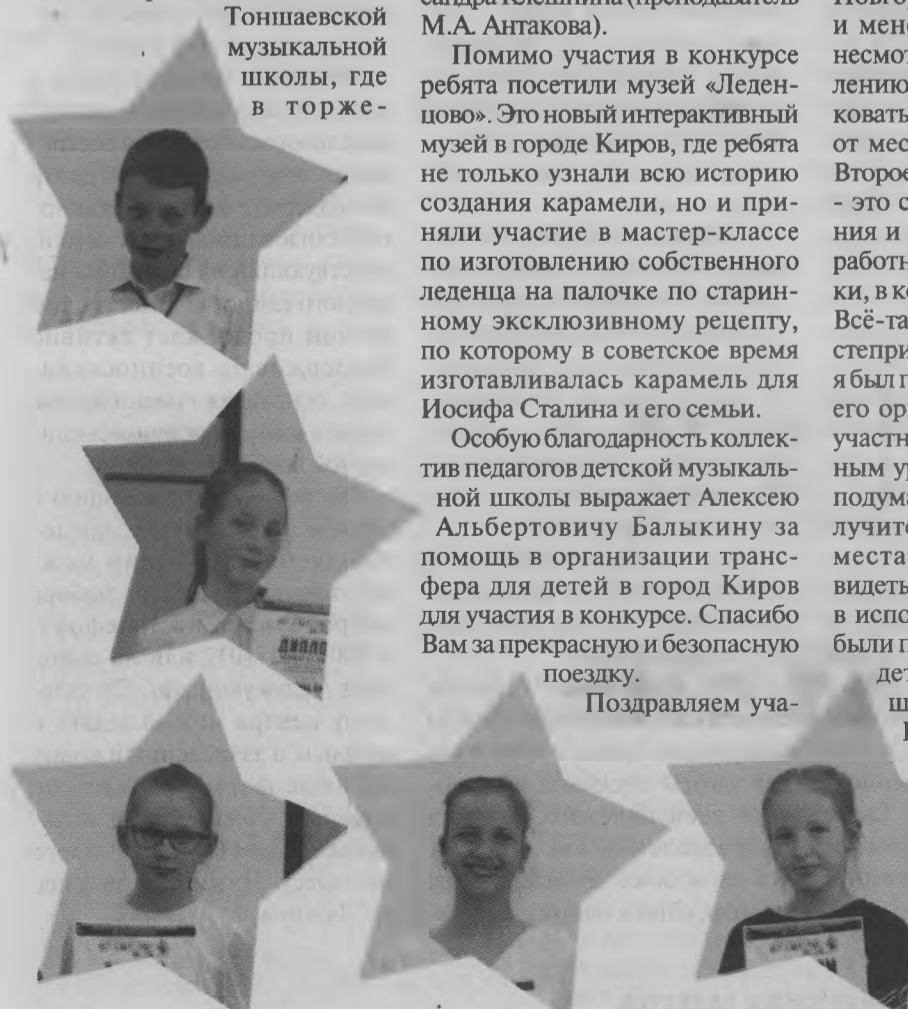 Тоншаевской
музыкальной
школы, где
в торже-
М.А. Антакова).
Помимо участия в конкурсе
ребята посетили музей «Леден-
цово». Это новый интерактивный
музей в городе Киров, где ребята
не только узнали всю историю
создания карамели, но и при-
няли участие в мастер-классе
по изготовлению собственного
леденца на палочке по старин-
ному эксклюзивному рецепту,
по которому в советское время
изготавливалась карамель для
Иосифа Сталина и его семьи.
Особую благодарность коллек-
тив педагогов детской музыкаль-
ной школы выражает Алексею
Альбертовичу Балыкину за
помощь в организации транс-
фера для детей в город Киров
для участия в конкурсе. Спасибо
Вам за прекрасную и безопасную
поездку.
Поздравляем уча-
и мен
несмот
лению
ковать
от мес
Второе
- это с
ния и
работн
ки, в к
Всё-та
степри
я был п
его орг
участн
ным у
подума
лучите
места
видеть
в испо
были п
дет
ш